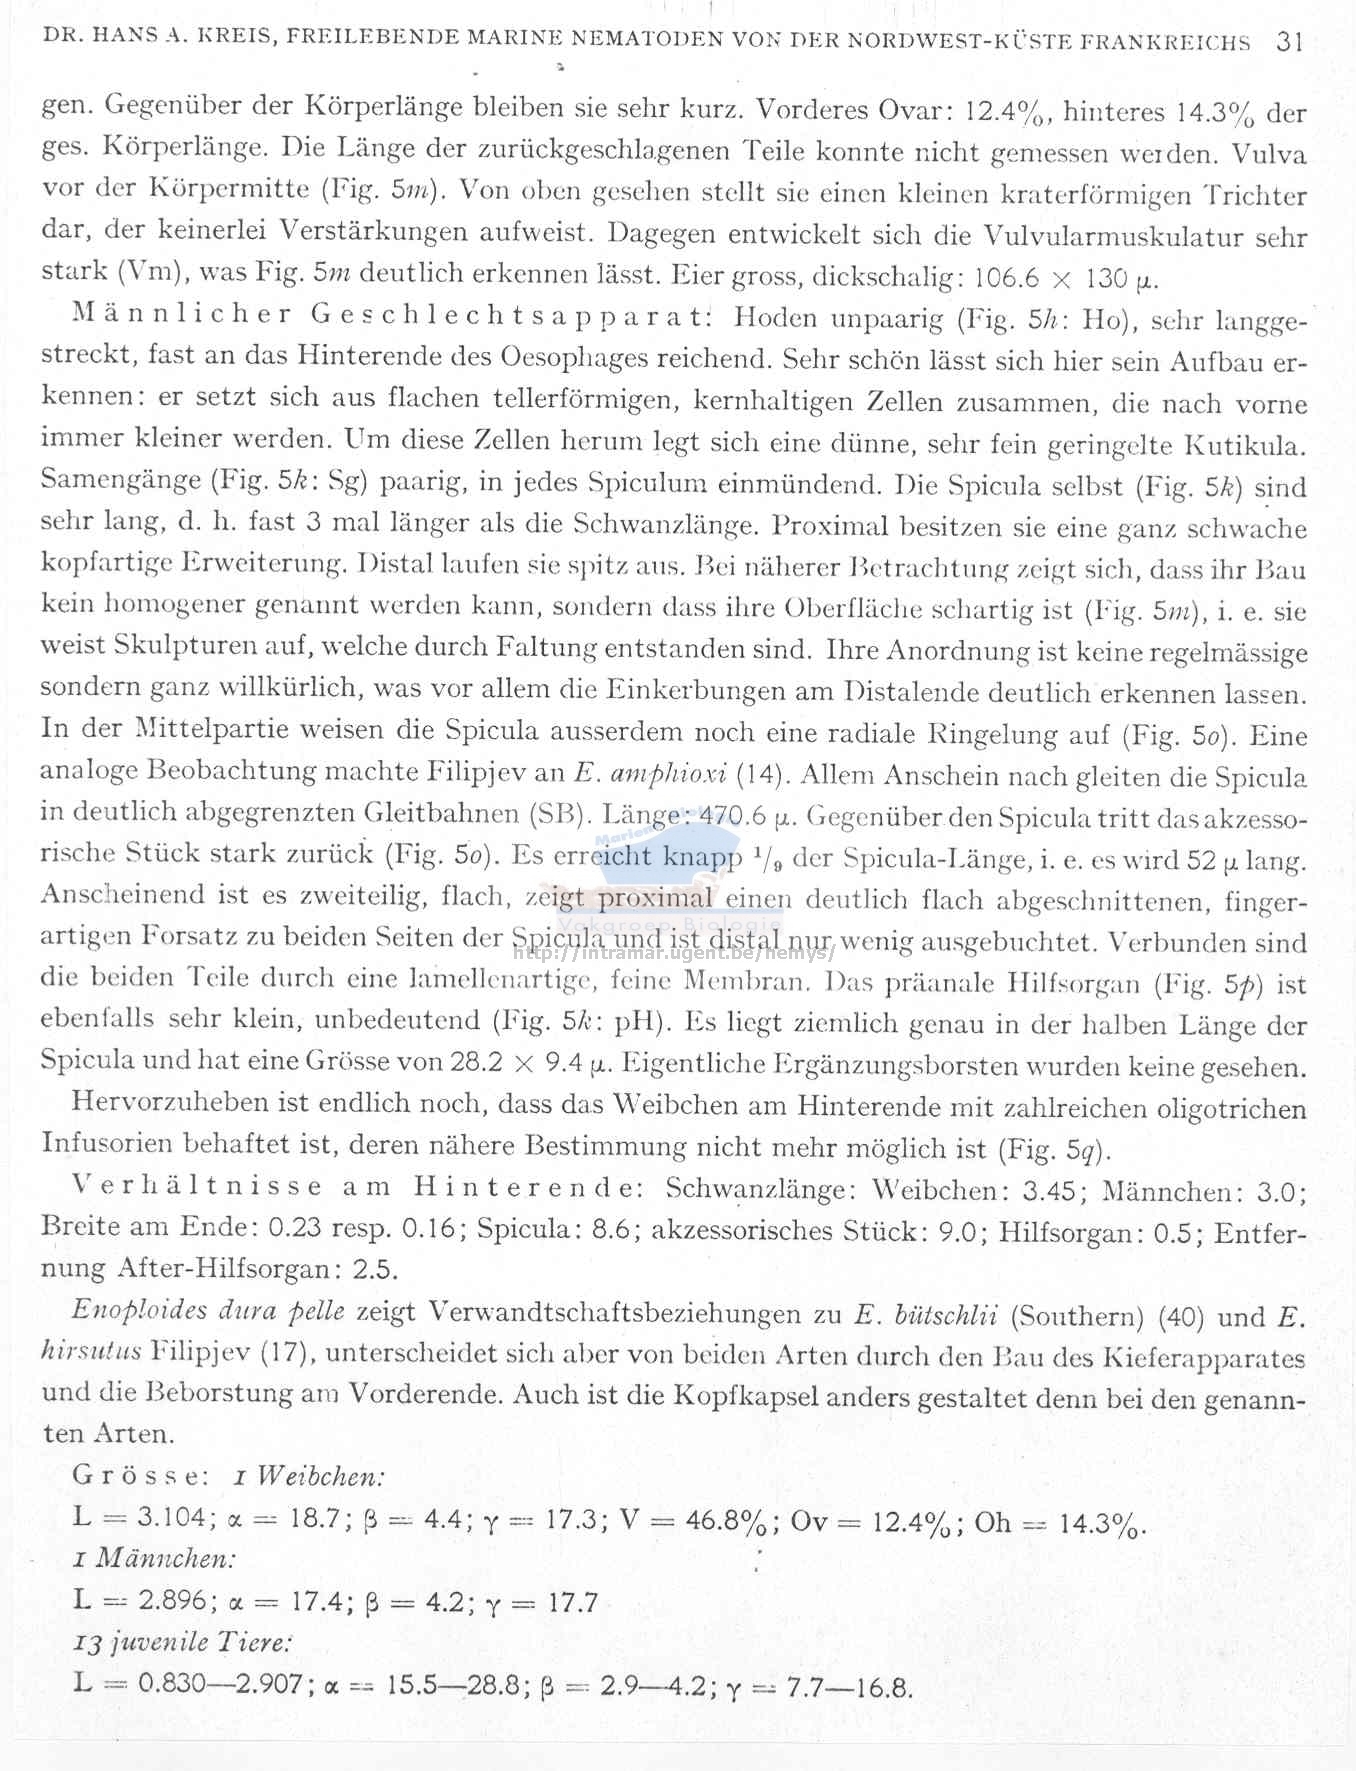 DR. HANS A. KREIS, FREILEBENDE MARINE NEMATODEN VON DER NORDWEST-KÜSTE FRANKREICHS 31
gen. Gegenüber der Körperlänge bleiben sie sehr kurz. Vorderes Ovar: 12.4%, hinteres 14.3% der
ges. Körperlänge. Die Länge der zurückgeschlagenen Teile konnte nicht gemessen werden. Vulva
vor der Körpermitte (Fig. 5m). Von oben gesehen stellt sie einen kleinen kraterförmigen Trichter
dar, der keinerlei Verstärkungen aufweist. Dagegen entwickelt sich die Vulvularmuskulatur sehr
stark (Vm), was Fig. 5m deutlich erkennen lässt. Eier gross, dickschalig: 106.6 × 130 μ.
Männlicher Geschlechtsapparat: Hoden unpaarig (Fig. 5h: Ho), sehr langge-
streckt, fast an das Hinterende des Oesophages reichend. Sehr schön lässt sich hier sein Aufbau er-
kennen: er setzt sich aus flachen tellerförmigen, kernhaltigen Zellen zusammen, die nach vorne
immer kleiner werden. Um diese Zellen herum legt sich eine dünne, sehr fein geringelte Kutikula.
Samengänge (Fig. 5k: Sg) paarig, in jedes Spiculum einmündend. Die Spicula selbst (Fig. 5k) sind
sehr lang, d. h. fast 3 mal länger als die Schwanzlänge. Proximal besitzen sie eine ganz schwache
kopfartige Erweiterung. Distal laufen sie spitz aus. Bei näherer Betrachtung zeigt sich, dass ihr Bau
kein homogener genannt werden kann, sondern dass ihre Oberfläche schartig ist (Fig. 5m), i. e. sie
weist Skulpturen auf, welche durch Faltung entstanden sind. Ihre Anordnung ist keine regelmässige
sondern ganz willkürlich, was vor allem die Einkerbungen am Distalende deutlich erkennen lassen.
In der Mittelpartie weisen die Spicula ausserdem noch eine radiale Ringelung auf (Fig. 5o). Eine
analoge Beobachtung machte Filipjev an E. amphioxi (14). Allem Anschein nach gleiten die Spicula
in deutlich abgegrenzten Gleitbahnen (SB). Länge: 470.6 μ. Gegenüber den Spicula tritt das akzesso-
rische Stück stark zurück (Fig. 5o). Es erreicht knapp 1/9 der Spicula-Länge, i. e. es wird 52 μ lang.
Anscheinend ist es zweiteilig, flach, zeigt proximal einen deutlich flach abgeschnittenen, finger-
Vakgroep Biologie
artigen Forsatz zu beiden Seiten der Spicula und ist distal nur wenig ausgebuchtet. Verbunden sind
http://intramar.ugent.be/nemys/
die beiden Teile durch eine lamellenartige, feine Membran. Das präanale Hilfsorgan (Fig. 5p) ist
ebenfalls sehr klein, unbedeutend (Fig. 5k: pH). Es liegt ziemlich genau in der halben Länge der
Spicula und hat eine Grösse von 28.2 × 9.4 μ. Eigentliche Ergänzungsborsten wurden keine gesehen.
Hervorzuheben ist endlich noch, dass das Weibchen am Hinterende mit zahlreichen oligotrichen
Infusorien behaftet ist, deren nähere Bestimmung nicht mehr möglich ist (Fig. 5q).
Verhältnisse am Hinterende: Schwanzlänge: Weibchen: 3.45; Männchen: 3.0;
Breite am Ende: 0.23 resp. 0.16; Spicula: 8.6; akzessorisches Stück: 9.0; Hilfsorgan: 0.5; Entfer-
nung After-Hilfsorgan: 2.5.
Enoploides dura pelle zeigt Verwandtschaftsbeziehungen zu E. bütschlii (Southern) (40) und E.
hirsutus Filipjev (17), unterscheidet sich aber von beiden Arten durch den Bau des Kieferapparates
und die Beborstung am Vorderende. Auch ist die Kopfkapsel anders gestaltet denn bei den genann-
ten Arten.
Grösse: 1 Weibchen:
L = 3.104; α = 18.7; β = 4.4; γ = 17.3; V = 46.8%; Ov = 12.4%; Oh = 14.3%.
1 Männchen:
L = 2.896; α = 17.4; β = 4.2; γ = 17.7
13 juvenile Tiere:
L = 0.830—2.907; α = 15.5—28.8; β = 2.9—4.2; γ = 7.7—16.8.